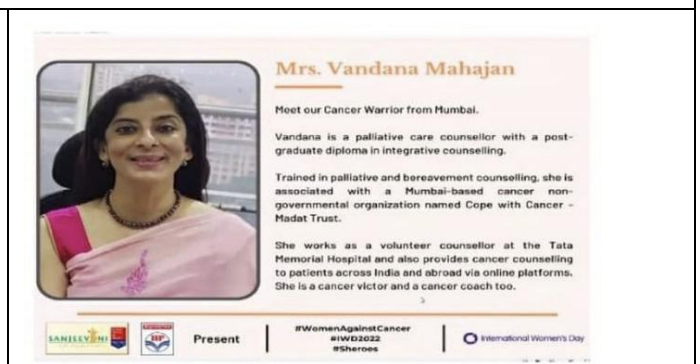 Mrs. Vandana Mahajan
Meet our Cancer Warrior from Mumbai.
Vandana is a palliative care counsellor with a post-
graduate diploma in integrative counselling.
Trained in palliative and bereavement counselling, she is
associated with a Mumbai-based cancer non-
governmental organization named Cope with Cancer -
Madat Trust.
She works as a volunteer counsellor at the Tata
Memorial Hospital and also provides cancer counselling
to patients across India and abroad via online platforms.
She is a cancer victor and a cancer coach too.
SANJEEVANI
HP
Present
#WomenAgainstCancer
#IWD2022
#Sheroes
International Women's Day